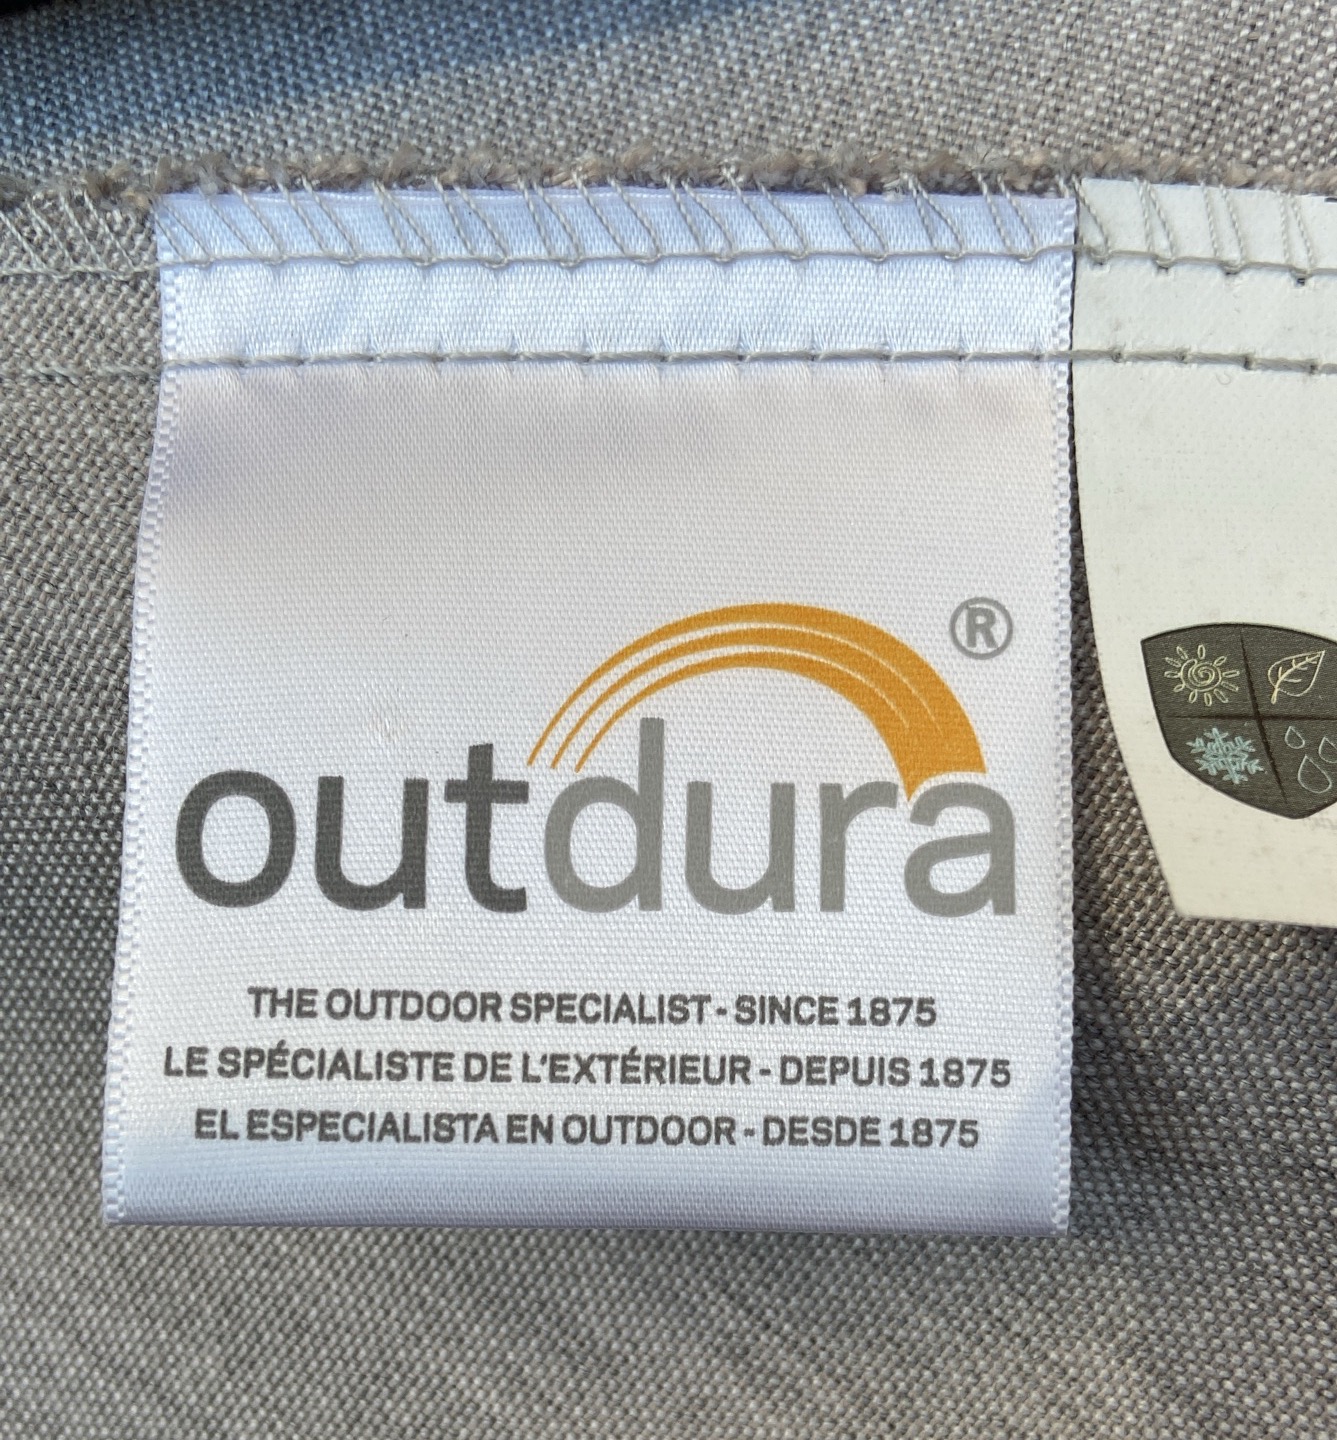 outdura®
THE OUTDOOR SPECIALIST - SINCE 1875
LE SPÉCIALISTE DE L'EXTÉRIEUR - DEPUIS 1875
EL ESPECIALISTA EN OUTDOOR - DESDE 1875